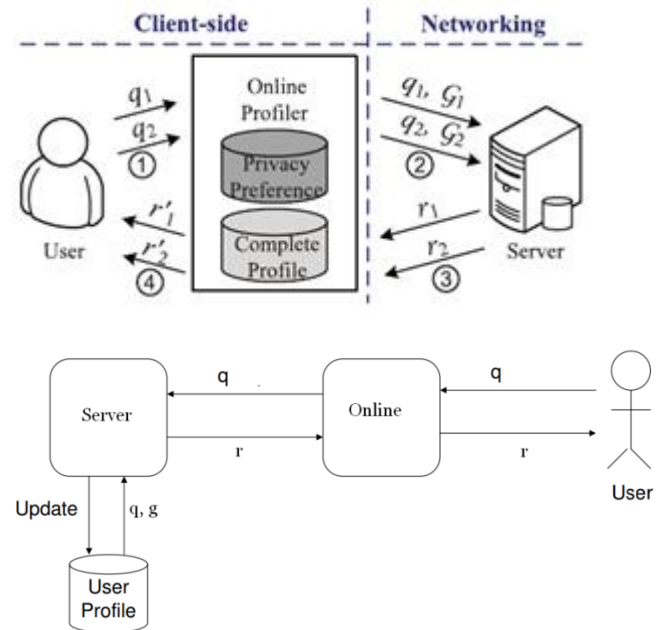 Client-side
Networking
Online
Profiler
q1
q2
①
Privacy
Preference
q1, G1
q2, G2
②
r'1
r'2
④
Complete
Profile
r1
r2
③
User
Server
q
q
Server
Online
r
r
Update
q, g
User
User
Profile